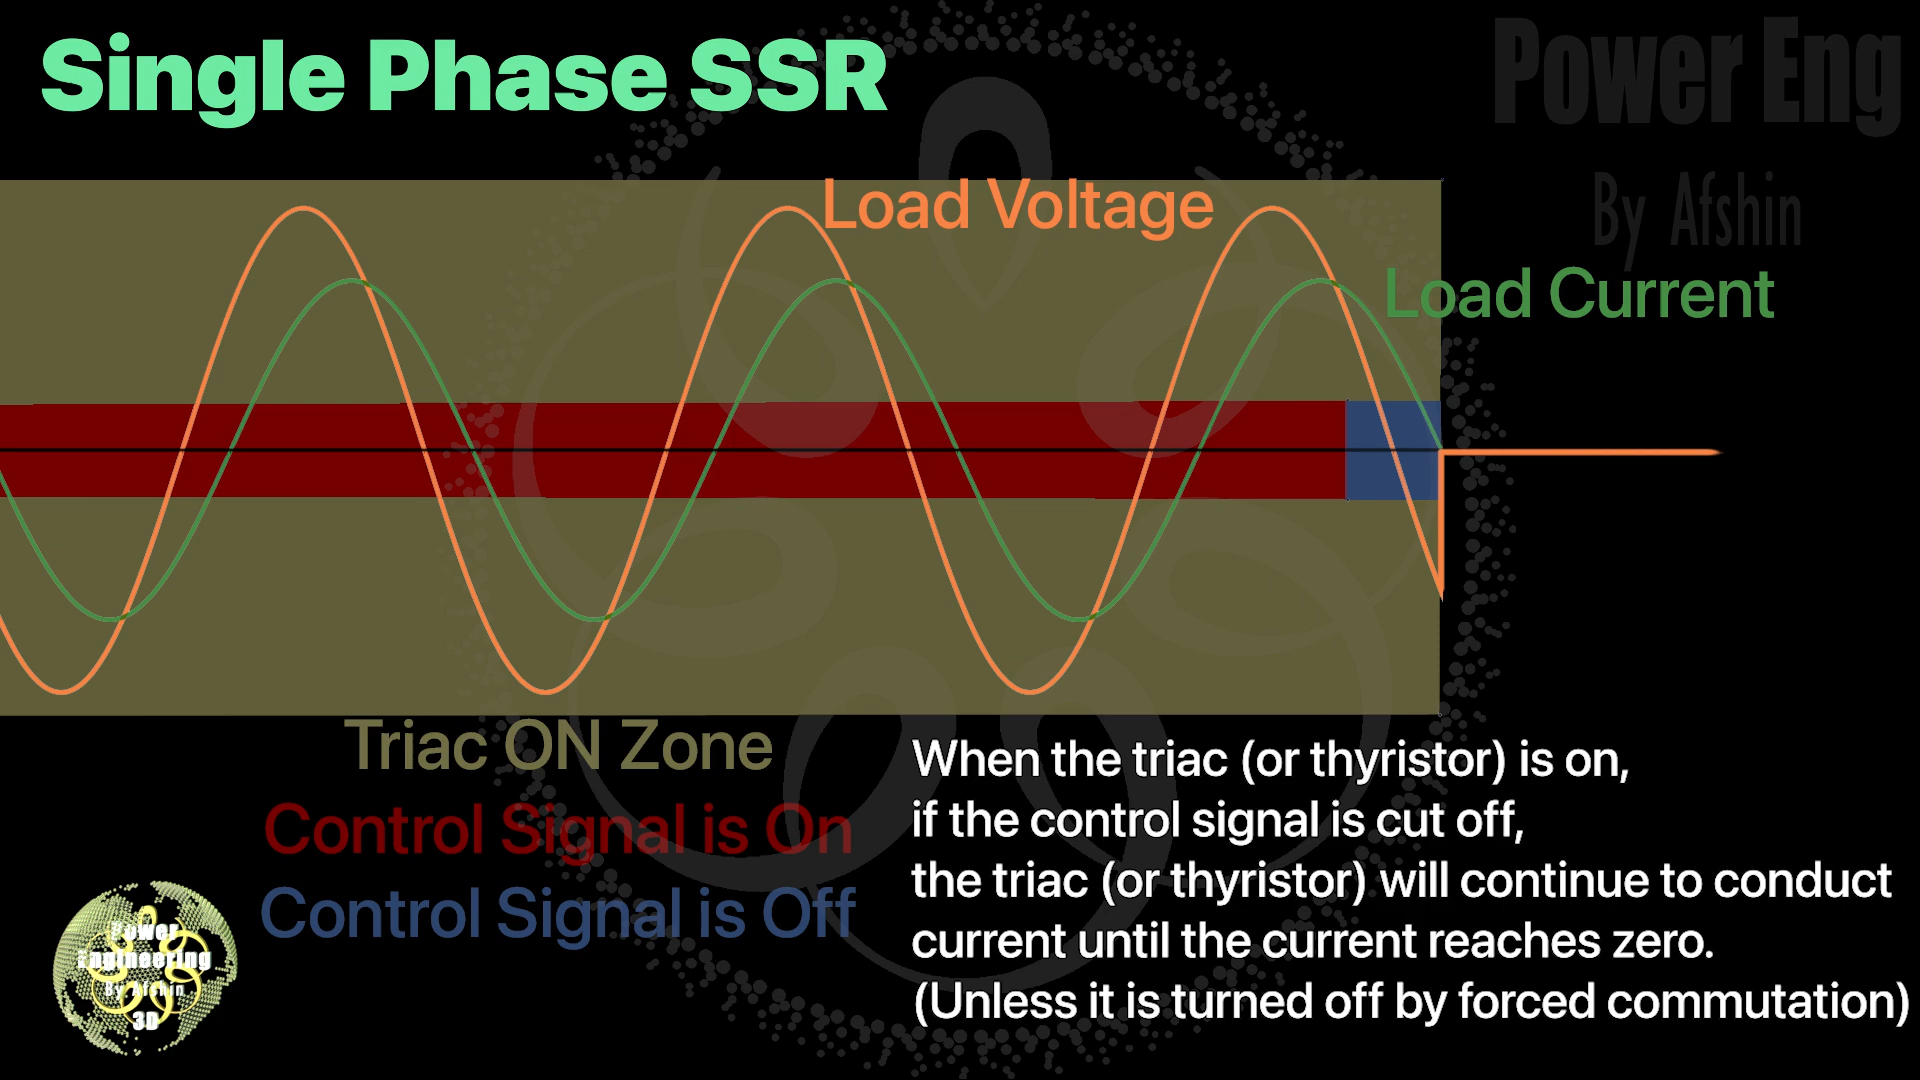 Single Phase SSR
Power Eng
By Afshin
Load Voltage
Load Current
Triac ON Zone
Control Signal is On
Control Signal is Off
When the triac (or thyristor) is on,
if the control signal is cut off,
the triac (or thyristor) will continue to conduct
current until the current reaches zero.
(Unless it is turned off by forced commutation)
Power
Engineering
By Afshin
3D